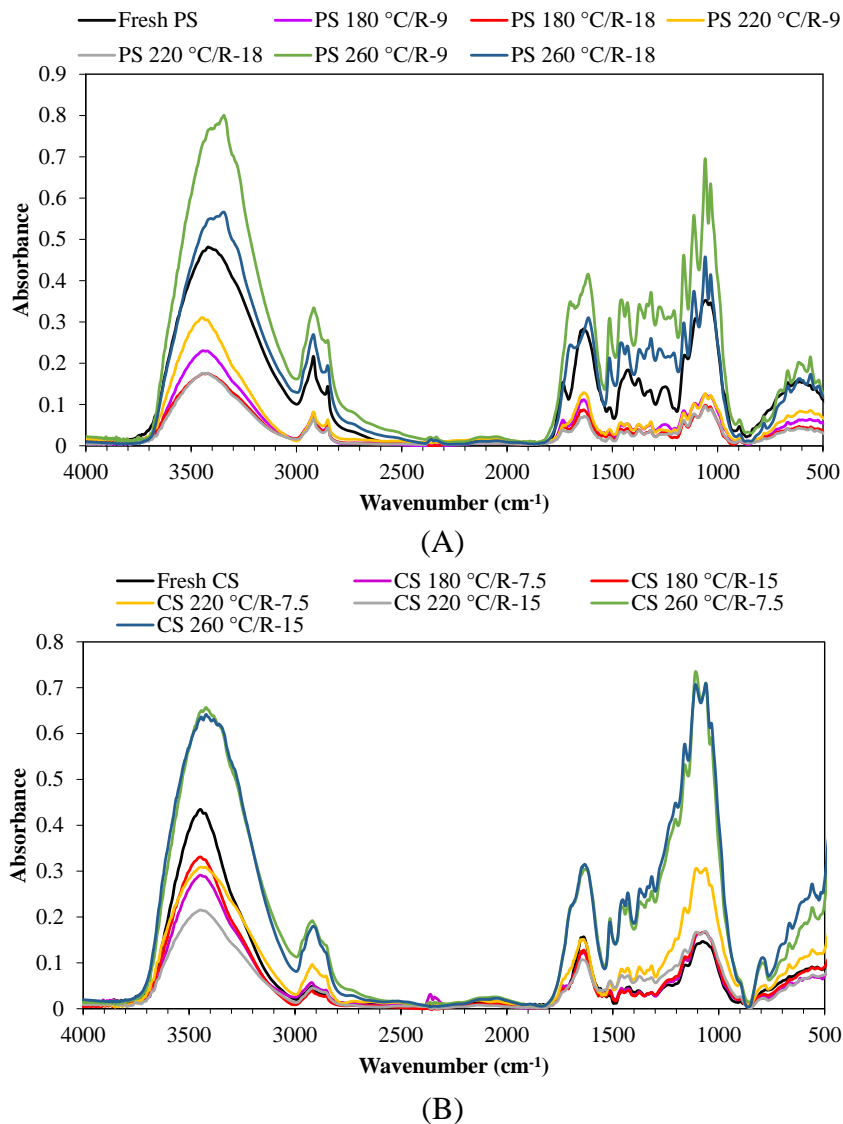 Fresh PS PS 180 °C/R-9 PS 180 °C/R-18 PS 220 °C/R-9
PS 220 °C/R-18 PS 260 °C/R-9 PS 260 °C/R-18
0.9
0.8
0.7
0.6
0.5
0.4
0.3
0.2
0.1
0
Absorbance
4000 3500 3000 2500 2000 1500 1000 500
Wavenumber (cm⁻¹)
(A)
Fresh CS CS 180 °C/R-7.5 CS 180 °C/R-15
CS 220 °C/R-7.5 CS 220 °C/R-15 CS 260 °C/R-7.5
CS 260 °C/R-15
0.8
0.7
0.6
0.5
0.4
0.3
0.2
0.1
0
Absorbance
4000 3500 3000 2500 2000 1500 1000 500
Wavenumber (cm⁻¹)
(B)